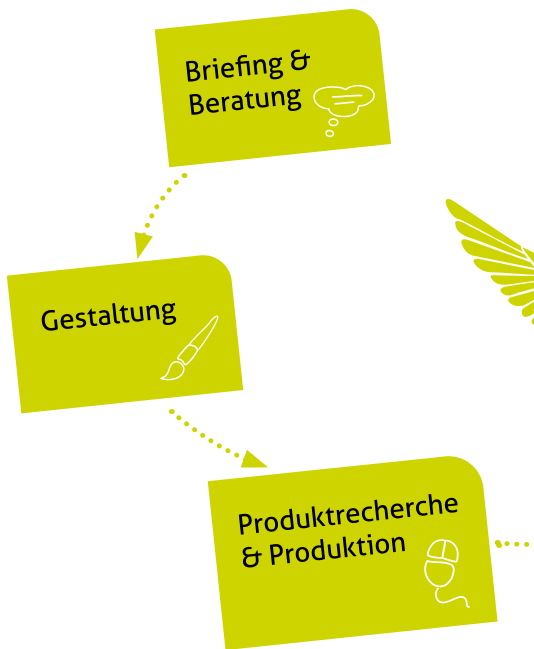 Briefing &
Beratung
Gestaltung
Produktrecherche
& Produktion